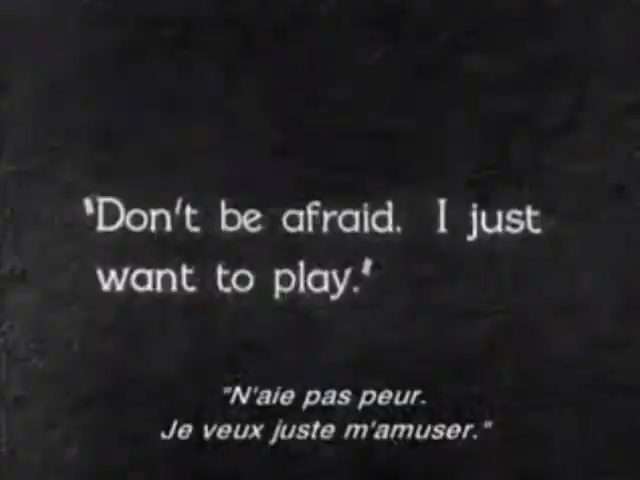 "Don't be afraid. I just
want to play."
"N'aie pas peur.
Je veux juste m'amuser."